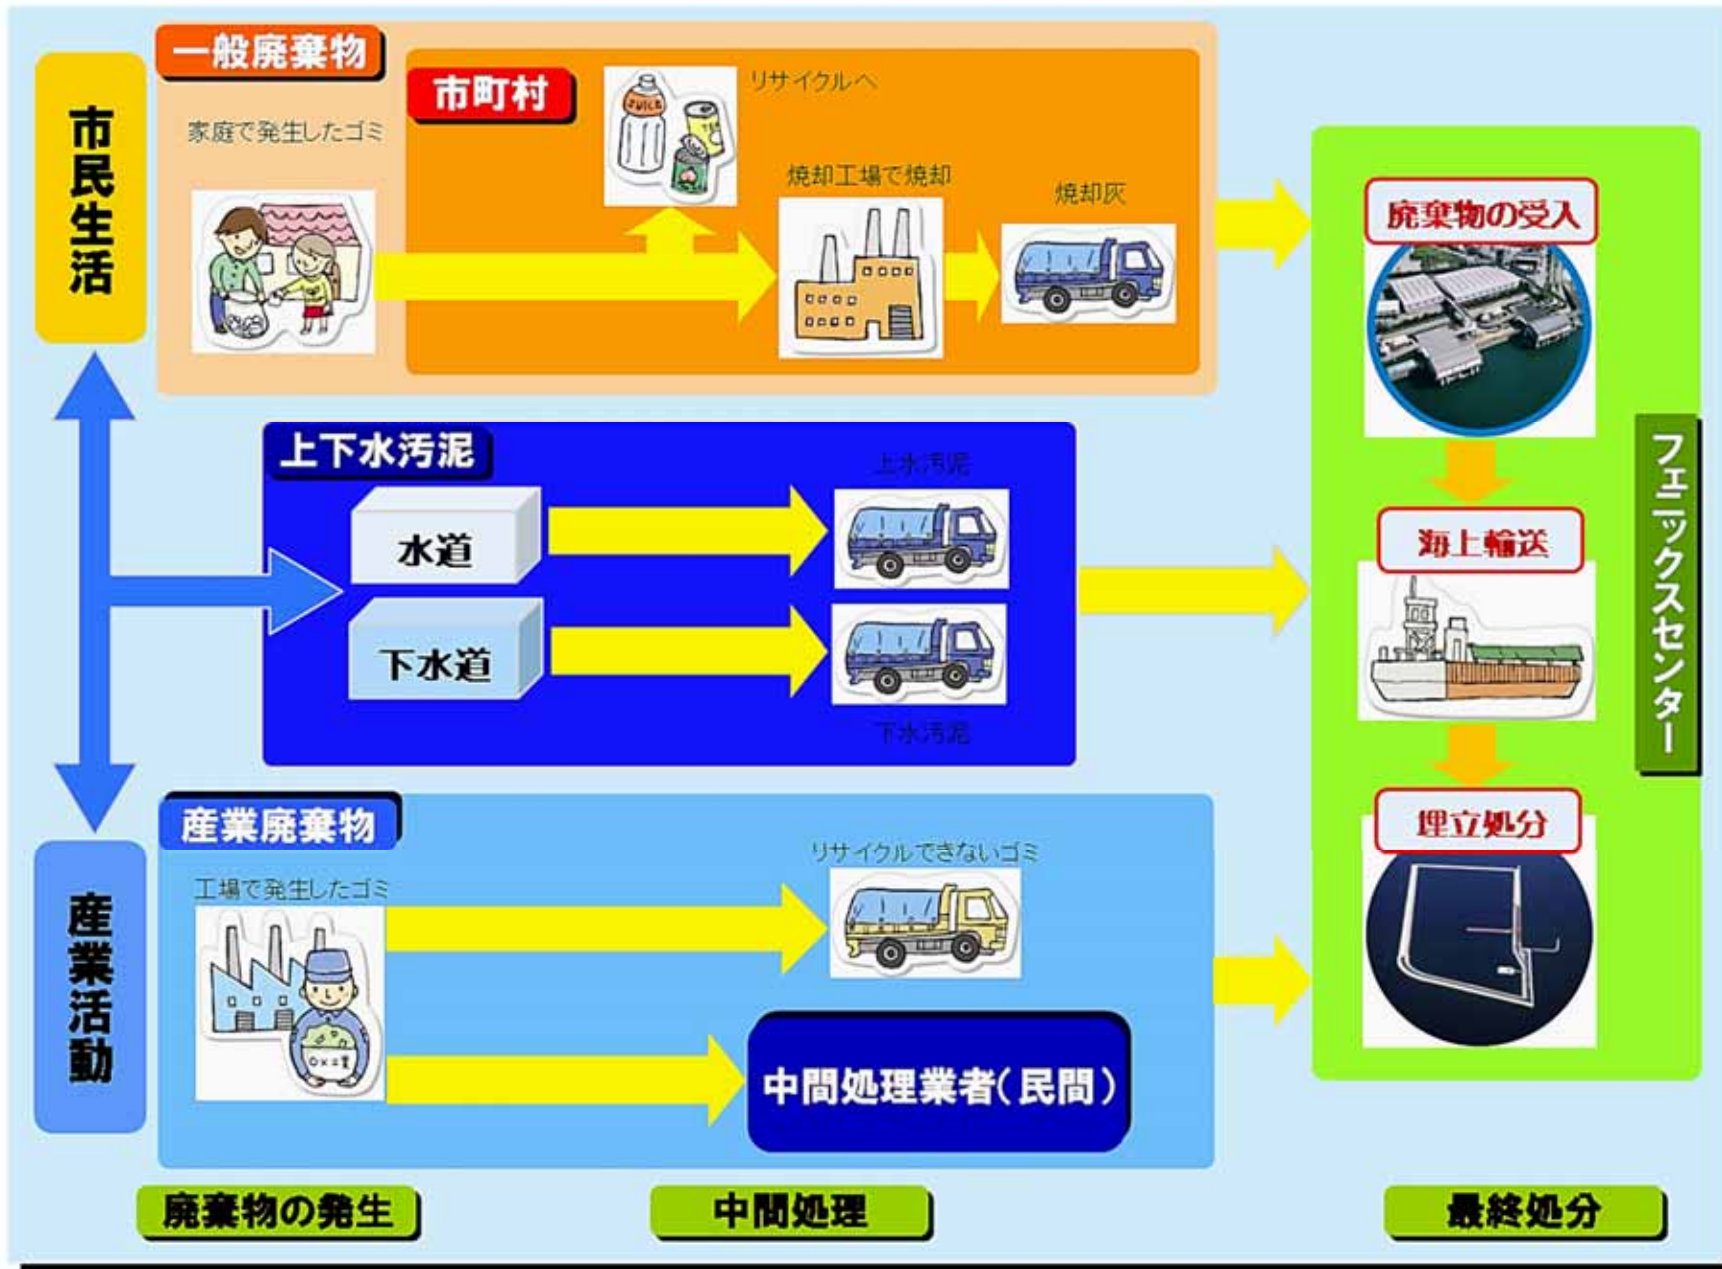 一般廃棄物
市町村
リサイクルへ
市民生活
家庭で発生したゴミ
焼却工場で焼却
焼却灰
JUICE
TEA
廃棄物の受入
上下水汚泥
上水汚泥
水道
下水道
下水汚泥
海上輸送
フェニックスセンター
産業廃棄物
産業活動
工場で発生したゴミ
リサイクルできないゴミ
中間処理業者(民間)
埋立処分
廃棄物の発生
中間処理
最終処分